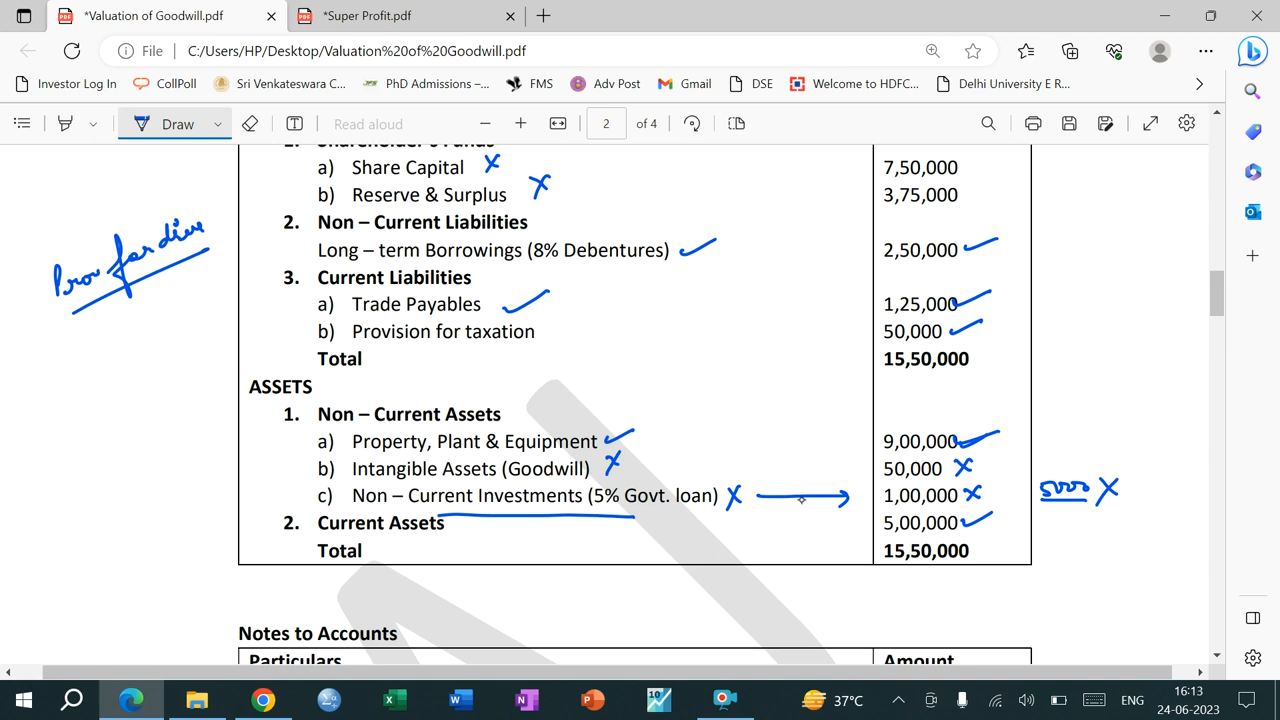 *Valuation of Goodwill.pdf
*Super Profit.pdf
File
C:/Users/HP/Desktop/Valuation%20of%20Goodwill.pdf
Investor Log In
CollPoll
Sri Venkateswara C...
PhD Admissions –...
FMS
Adv Post
Gmail
DSE
Welcome to HDFC...
Delhi University E R...
Draw
Read aloud
2
of 4
a) Share Capital X 7,50,000
b) Reserve & Surplus X 3,75,000
2. Non – Current Liabilities
Long – term Borrowings (8% Debentures) 2,50,000
3. Current Liabilities
a) Trade Payables 1,25,000
b) Provision for taxation 50,000
Total 15,50,000
Prov for div
ASSETS
1. Non – Current Assets
a) Property, Plant & Equipment 9,00,000
b) Intangible Assets (Goodwill) X 50,000 X
c) Non – Current Investments (5% Govt. loan) X 1,00,000 X 5000 X
2. Current Assets 5,00,000
Total 15,50,000
Notes to Accounts
Particulars Amount
37°C
ENG
16:13
24-06-2023